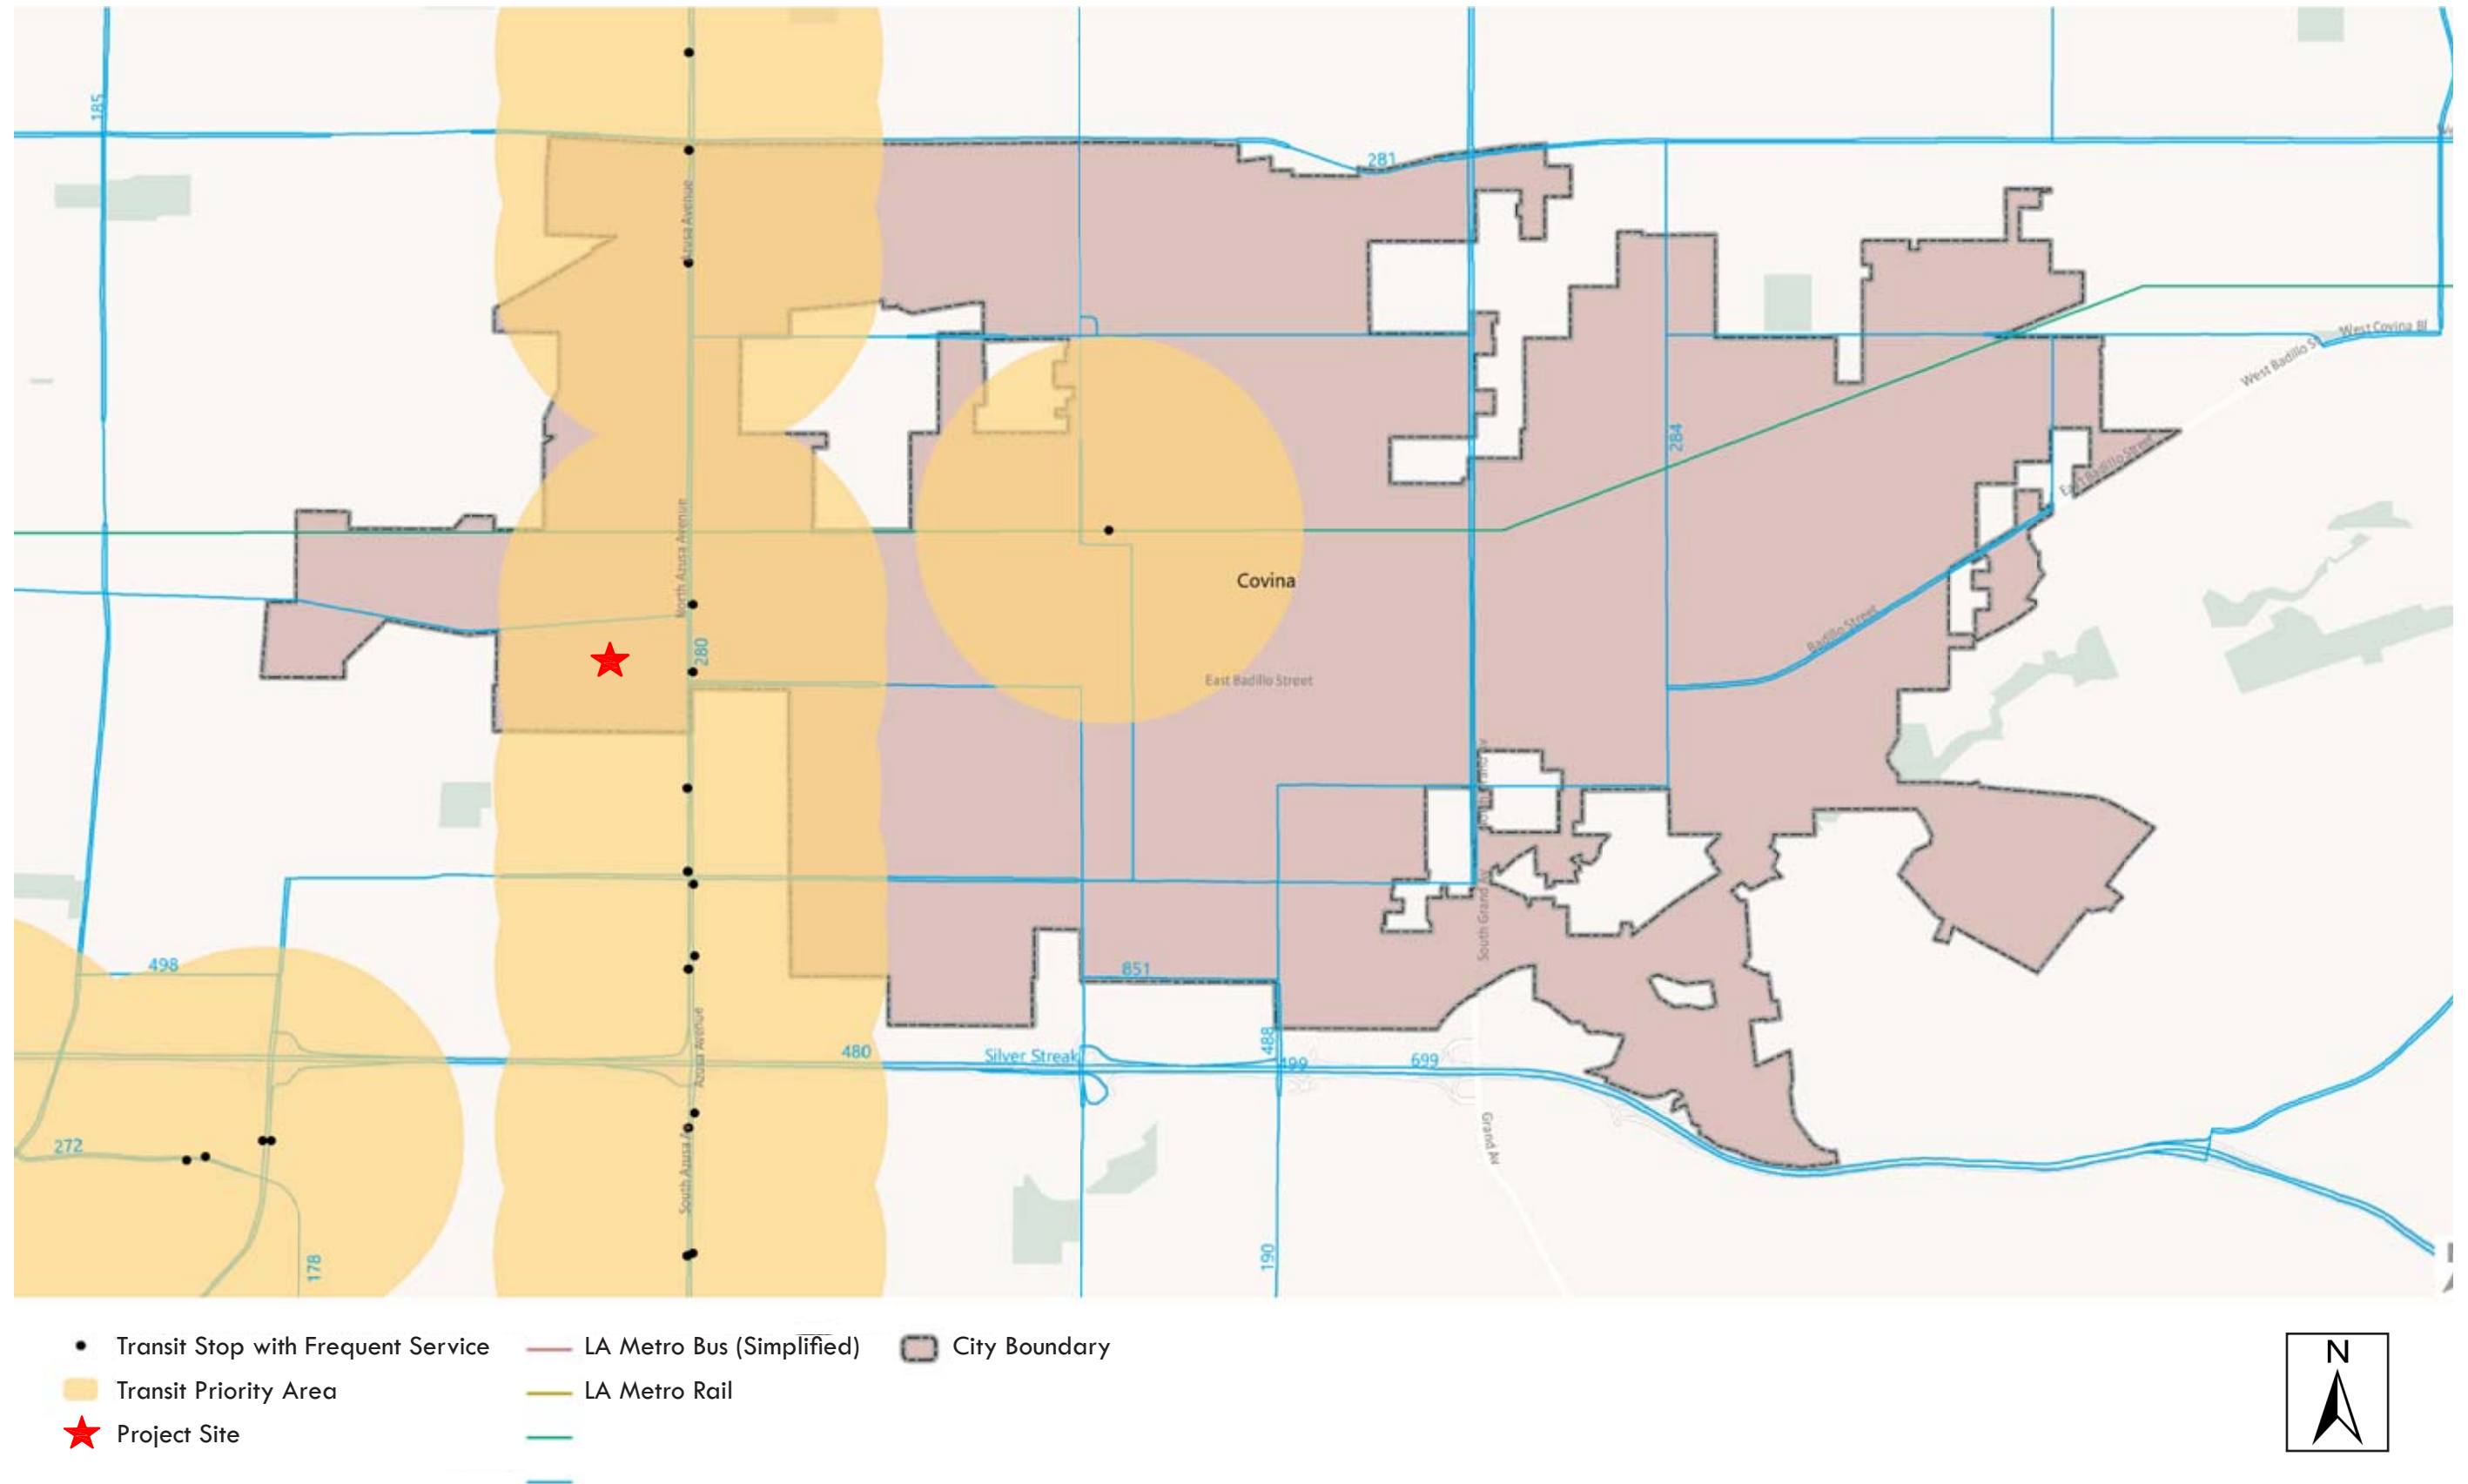 185
281
Azusa Avenue
West Covina Bl
West Badillo St
284
East Badillo Street
North Azusa Avenue
Covina
280
Badillo Street
East Badillo Street
South Grand Av
498
851
Azusa Avenue
488
480
Silver Streak
499
699
272
Grand Av
South Azusa Av
178
190
Transit Stop with Frequent Service
LA Metro Bus (Simplified)
City Boundary
Transit Priority Area
LA Metro Rail
Project Site
N